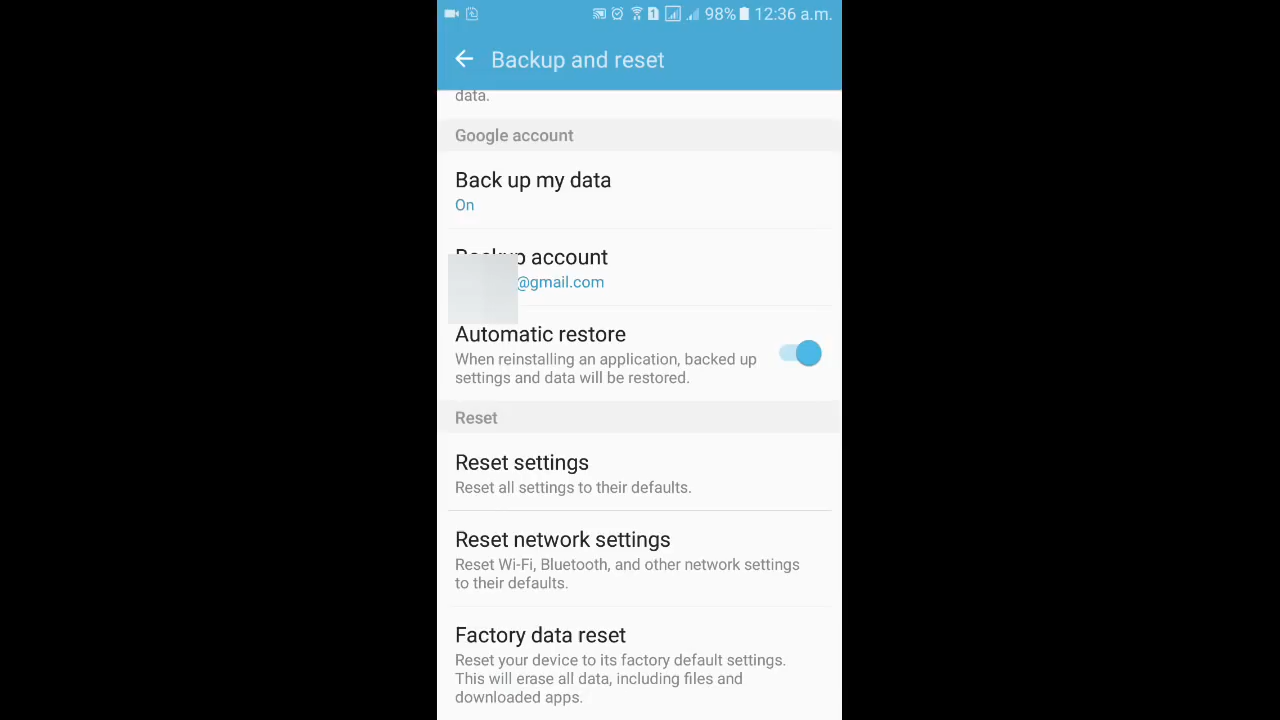 98% 12:36 a.m.
Backup and reset
data.
Google account
Back up my data
On
Backup account
@gmail.com
Automatic restore
When reinstalling an application, backed up
settings and data will be restored.
Reset
Reset settings
Reset all settings to their defaults.
Reset network settings
Reset Wi-Fi, Bluetooth, and other network settings
to their defaults.
Factory data reset
Reset your device to its factory default settings.
This will erase all data, including files and
downloaded apps.